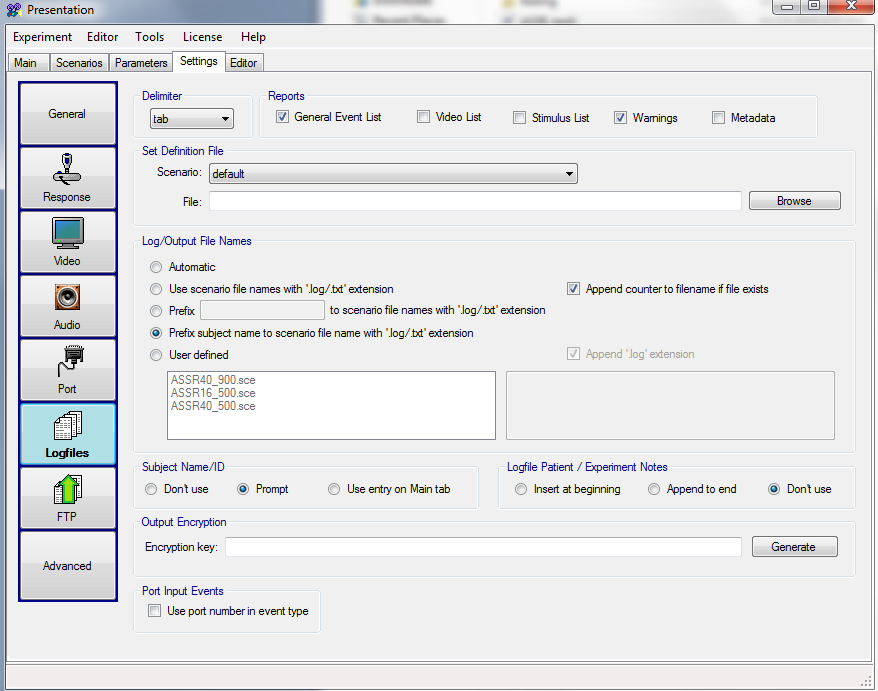 Presentation
Experiment Editor Tools License Help
Main Scenarios Parameters Settings Editor
General
Response
Video
Audio
Port
Logfiles
FTP
Advanced
Delimiter
tab
Reports
General Event List Video List Stimulus List Warnings Metadata
Set Definition File
Scenario: default
File: Browse
Log/Output File Names
Automatic
Use scenario file names with '.log/.txt' extension
Append counter to filename if file exists
Prefix to scenario file names with '.log/.txt' extension
Prefix subject name to scenario file name with '.log/.txt' extension
User defined
Append '.log' extension
ASSR40_900.sce
ASSR16_500.sce
ASSR40_500.sce
Subject Name/ID
Don't use Prompt Use entry on Main tab
Logfile Patient / Experiment Notes
Insert at beginning Append to end Don't use
Output Encryption
Encryption key: Generate
Port Input Events
Use port number in event type